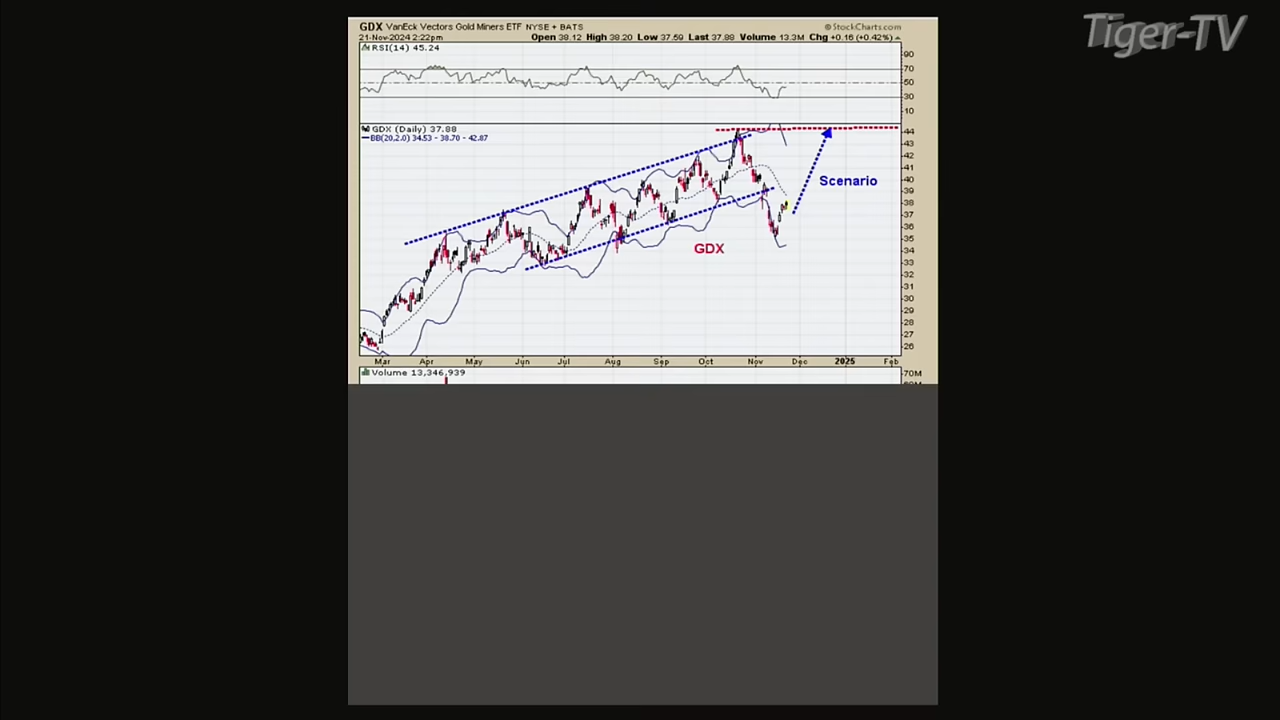 Tiger-TV
GDX VanEck Vectors Gold Miners ETF NYSE + BATS
© StockCharts.com
21-Nov-2024 2:22pm
Open 38.12 High 38.20 Low 37.59 Last 37.88 Volume 13.3M Chg +0.16 (+0.42%)
RSI(14) 45.24
90
70
50
30
10
GDX (Daily) 37.88
BB(20,2.0) 34.53 - 38.70 - 42.87
44
43
42
41
40
39
38
37
36
35
34
33
32
31
30
29
28
27
26
Scenario
GDX
Mar Apr May Jun Jul Aug Sep Oct Nov Dec 2025 Feb
Volume 13,346,939
70M